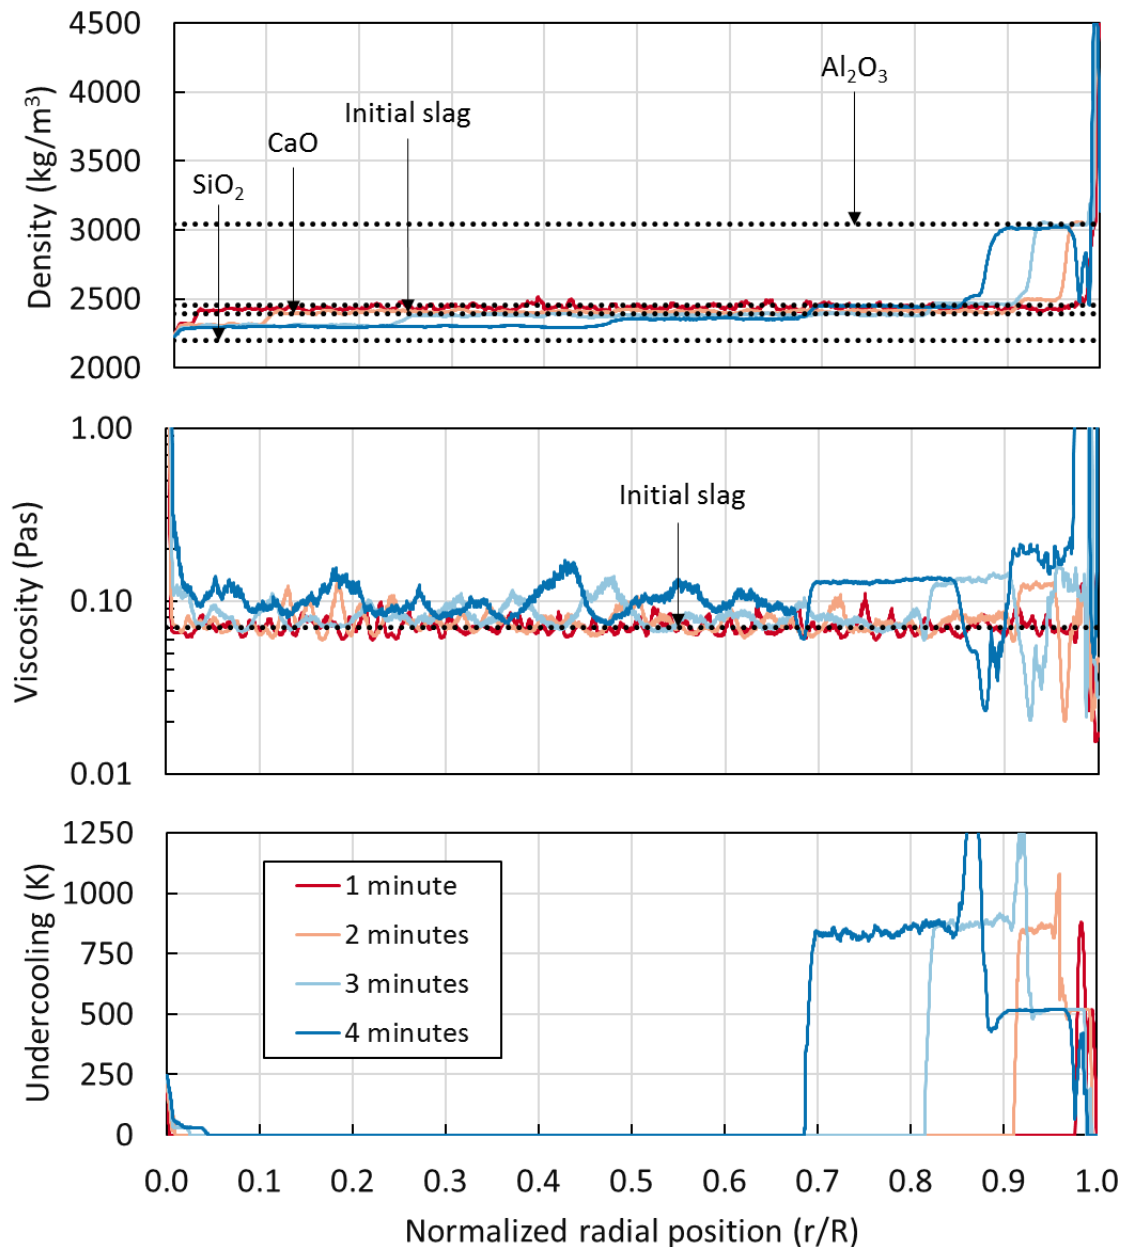 4500
4000
3500
3000
2500
2000
Density (kg/m³)
Al₂O₃
Initial slag
CaO
SiO₂
1.00
0.10
0.01
Viscosity (Pas)
Initial slag
1250
1000
750
500
250
0
Undercooling (K)
1 minute
2 minutes
3 minutes
4 minutes
0.0 0.1 0.2 0.3 0.4 0.5 0.6 0.7 0.8 0.9 1.0
Normalized radial position (r/R)